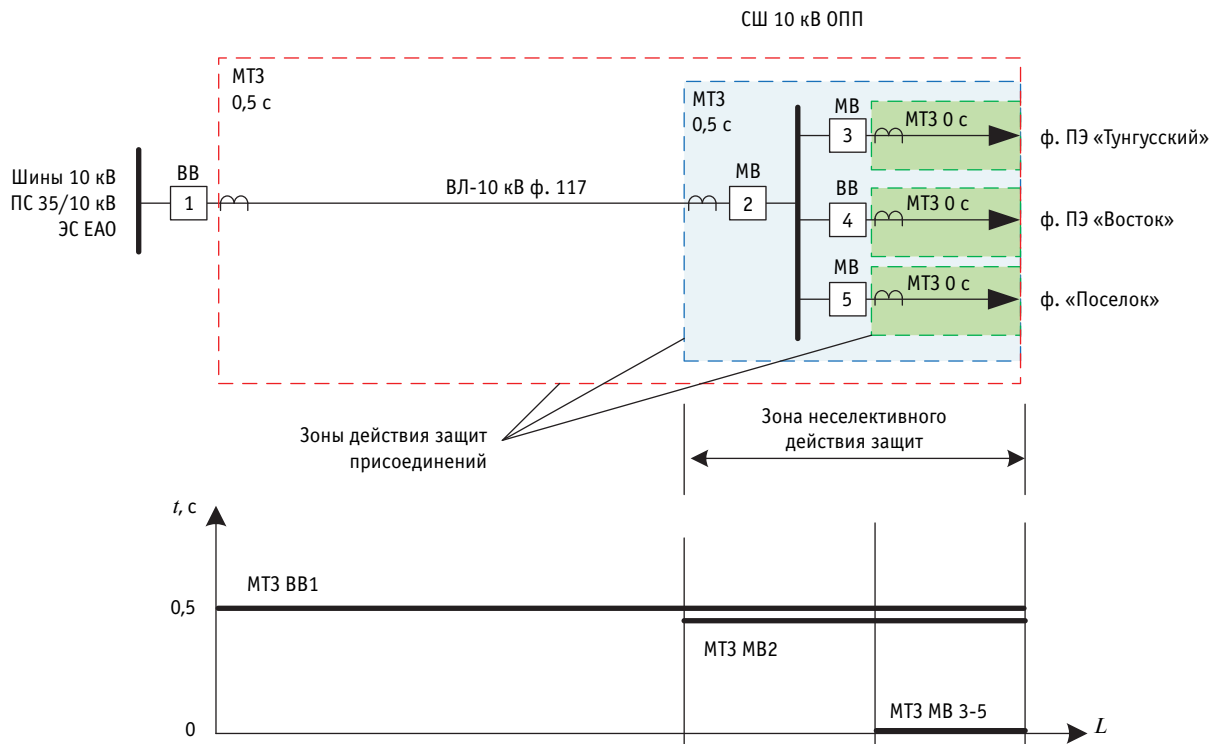 СШ 10 кВ ОПП
МТЗ
0,5 с
МТЗ
0,5 с
МВ
3
МТЗ 0 с
ф. ПЭ «Тунгусский»
Шины 10 кВ
ПС 35/10 кВ
ЭС ЕАО
ВВ
1
ВЛ-10 кВ ф. 117
МВ
2
ВВ
4
МТЗ 0 с
ф. ПЭ «Восток»
МВ
5
МТЗ 0 с
ф. «Поселок»
Зоны действия защит
присоединений
Зона неселективного
действия защит
t, с
МТЗ ВВ1
0,5
МТЗ МВ2
МТЗ МВ 3-5
0
L